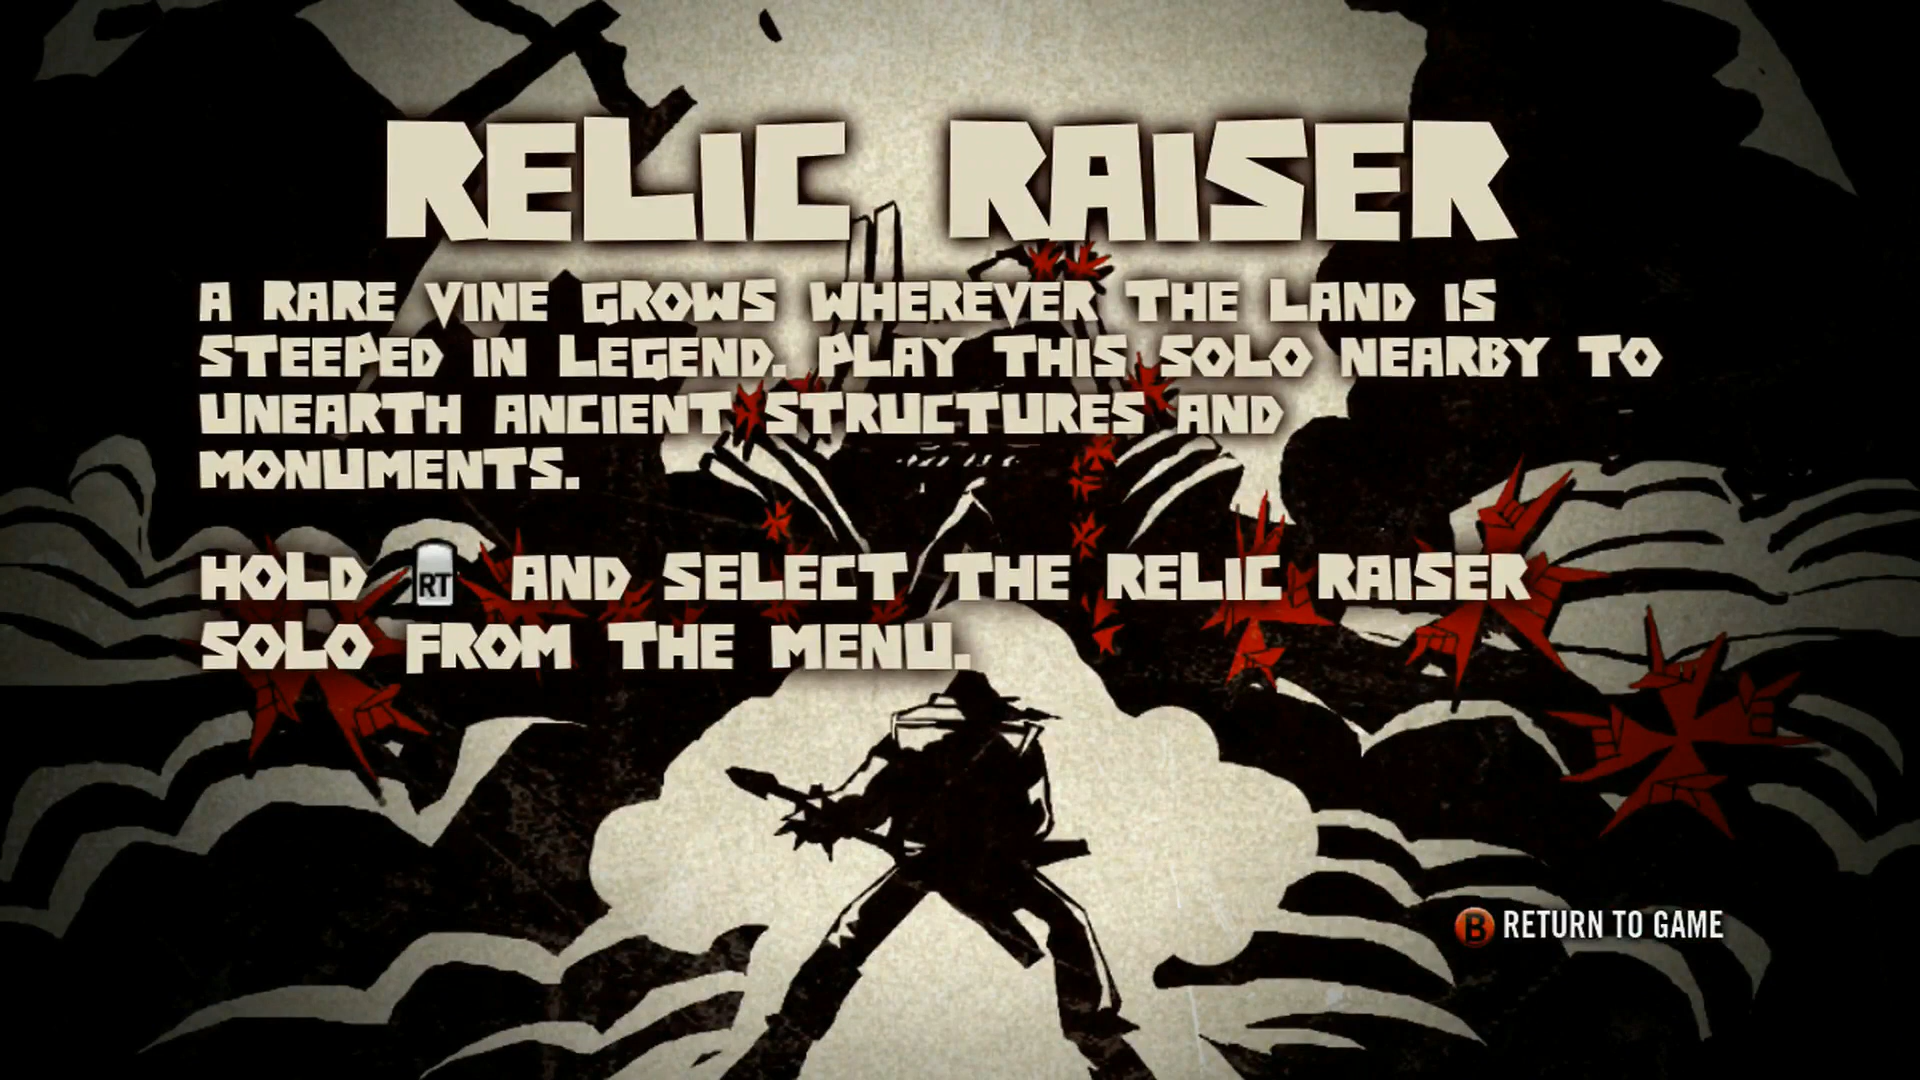 RELIC RAISER
A RARE VINE GROWS WHEREVER THE LAND IS
STEEPED IN LEGEND. PLAY THIS SOLO NEARBY TO
UNEARTH ANCIENT STRUCTURES AND
MONUMENTS.
HOLD RT AND SELECT THE RELIC RAISER
SOLO FROM THE MENU.
B RETURN TO GAME